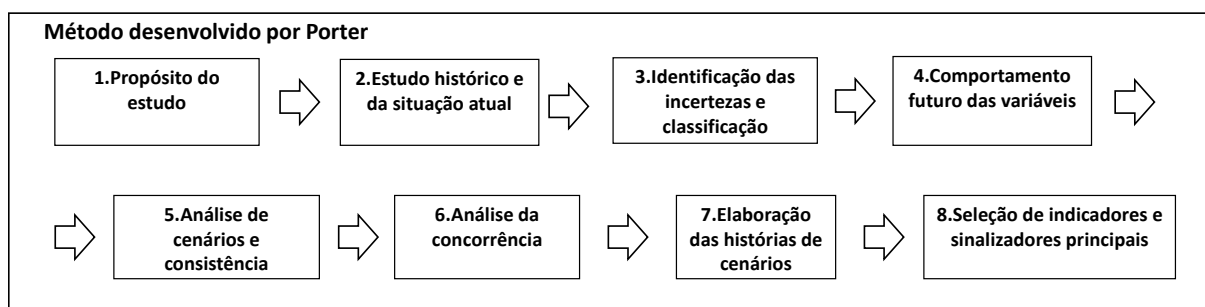 Método desenvolvido por Porter
1.Propósito do
estudo
2.Estudo histórico e
da situação atual
3.Identificação das
incertezas e
classificação
4.Comportamento
futuro das variáveis
5.Análise de
cenários e
consistência
6.Análise da
concorrência
7.Elaboração
das histórias de
cenários
8.Seleção de indicadores e
sinalizadores principais